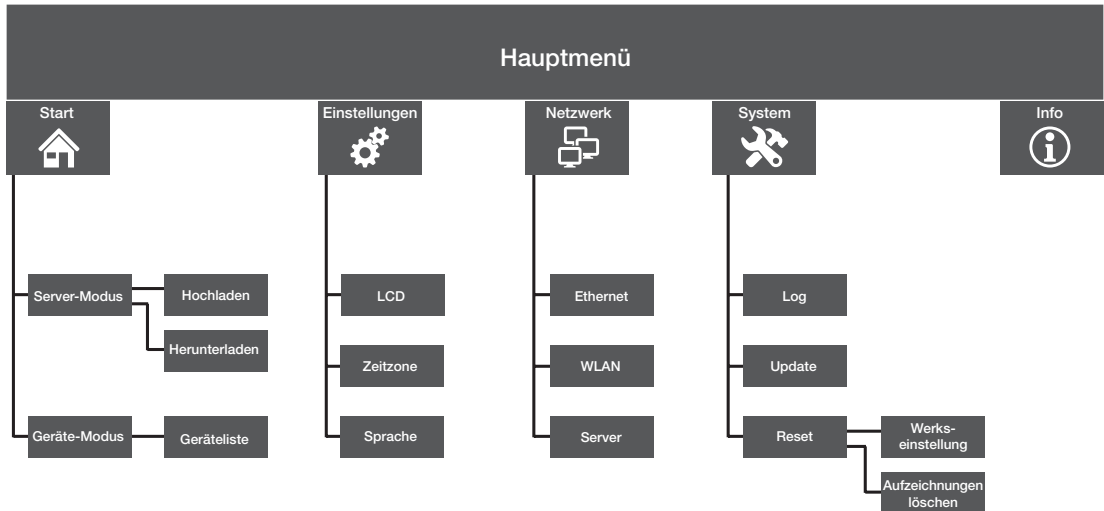 Hauptmenü
Start
Einstellungen
Netzwerk
System
Info
Server-Modus
Hochladen
LCD
Ethernet
Log
Herunterladen
Zeitzone
WLAN
Update
Geräte-Modus
Geräteliste
Sprache
Server
Reset
Werks-
einstellung
Aufzeichnungen
löschen